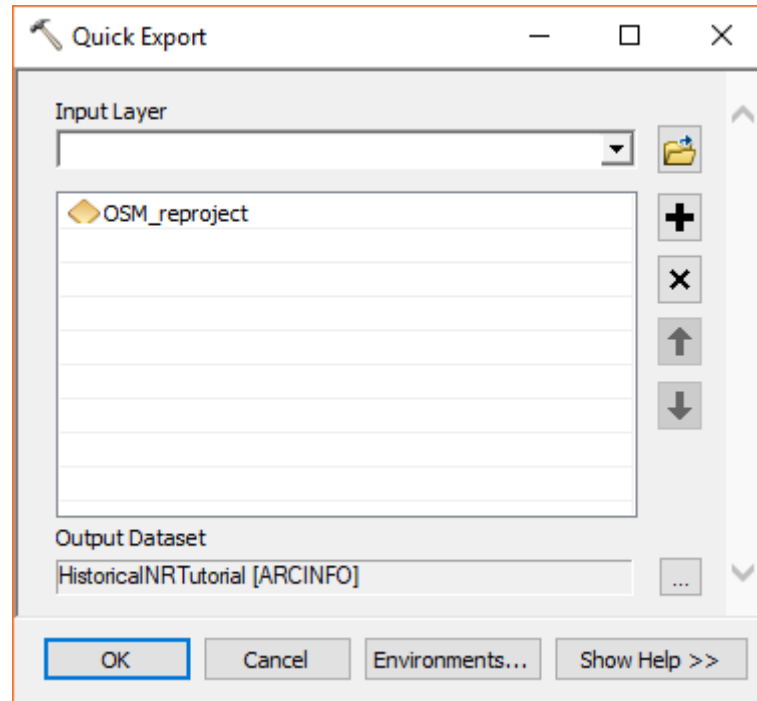 Quick Export
Input Layer
OSM_reproject
Output Dataset
HistoricalNRTutorial [ARCINFO]
...
OK Cancel Environments... Show Help >>